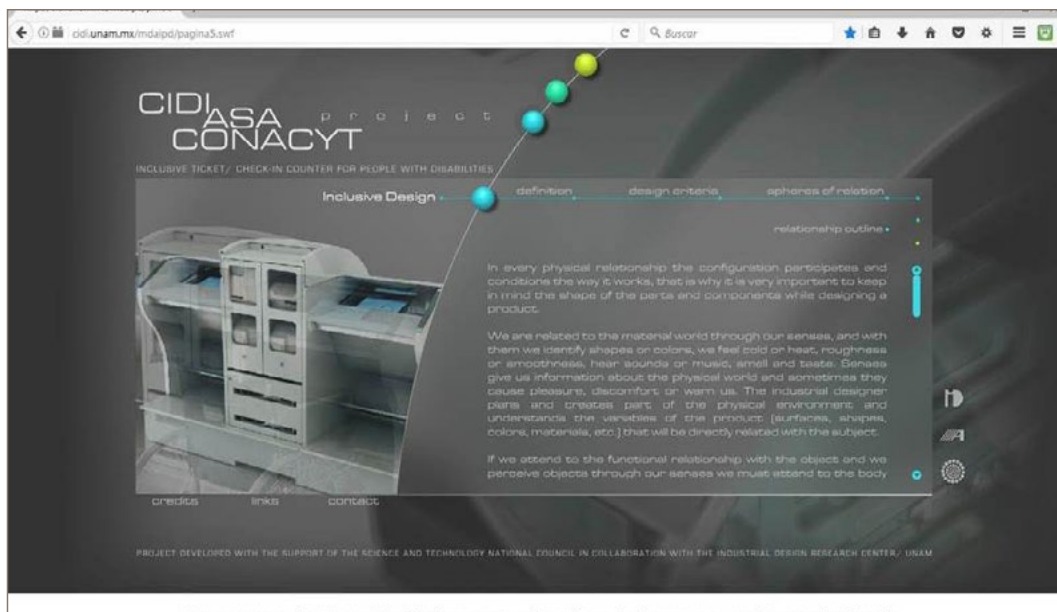 cidi.unam.mx/mdaipd/pagina5.swf
Buscar
CIDI
ASA project
CONACYT
INCLUSIVE TICKET/ CHECK-IN COUNTER FOR PEOPLE WITH DISABILITIES
Inclusive Design definition design criteria spheres of relation
relationship outline
In every physical relationship the configuration participates and
conditions the way it works, that is why it is very important to keep
in mind the shape of the parts and components while designing a
product.
We are related to the material world through our senses, and with
them we identify shapes or colors, we feel cold or heat, roughness
or smoothness, hear sounds or music, smell and taste. Senses
give us information about the physical world and sometimes they
cause pleasure, discomfort or warn us. The industrial designer
plans and creates part of the physical environment and
understands the variables of the product (surfaces, shapes,
colors, materials, etc.) that will be directly related with the subject.
If we attend to the functional relationship with the object and we
perceive objects through our senses we must attend to the body
credits links contact
PROJECT DEVELOPED WITH THE SUPPORT OF THE SCIENCE AND TECHNOLOGY NATIONAL COUNCIL IN COLLABORATION WITH THE INDUSTRIAL DESIGN RESEARCH CENTER/ UNAM